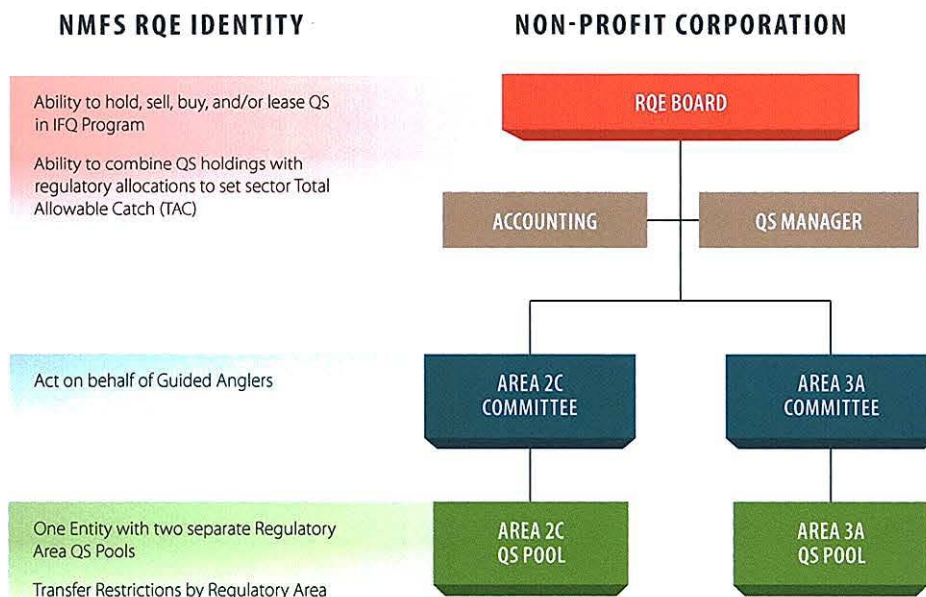 NMFS RQE IDENTITY
NON-PROFIT CORPORATION
Ability to hold, sell, buy, and/or lease QS
in IFQ Program
Ability to combine QS holdings with
regulatory allocations to set sector Total
Allowable Catch (TAC)
RQE BOARD
ACCOUNTING
QS MANAGER
Act on behalf of Guided Anglers
AREA 2C
COMMITTEE
AREA 3A
COMMITTEE
One Entity with two separate Regulatory
Area QS Pools
Transfer Restrictions by Regulatory Area
AREA 2C
QS POOL
AREA 3A
QS POOL